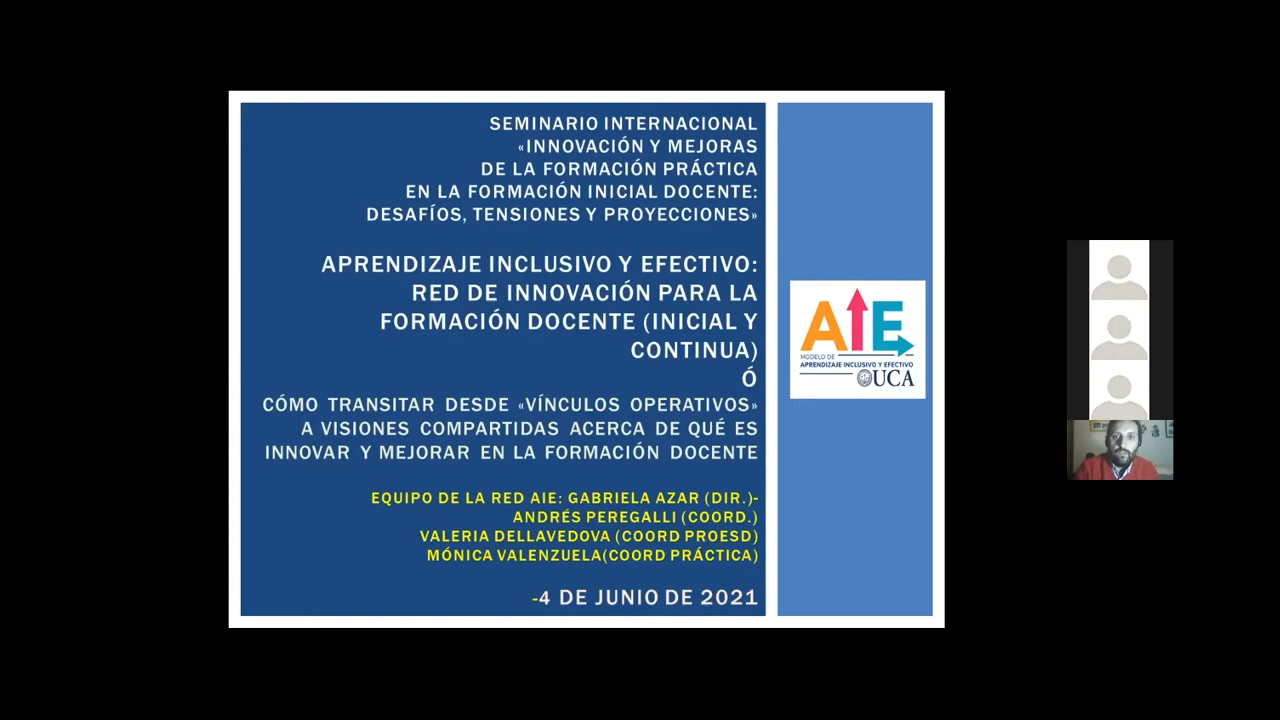 SEMINARIO INTERNACIONAL
«INNOVACIÓN Y MEJORAS
DE LA FORMACIÓN PRÁCTICA
EN LA FORMACIÓN INICIAL DOCENTE:
DESAFÍOS, TENSIONES Y PROYECCIONES»
APRENDIZAJE INCLUSIVO Y EFECTIVO:
RED DE INNOVACIÓN PARA LA
FORMACIÓN DOCENTE (INICIAL Y
CONTINUA)
Ó
CÓMO TRANSITAR DESDE «VÍNCULOS OPERATIVOS»
A VISIONES COMPARTIDAS ACERCA DE QUÉ ES
INNOVAR Y MEJORAR EN LA FORMACIÓN DOCENTE
EQUIPO DE LA RED AIE: GABRIELA AZAR (DIR.)-
ANDRÉS PEREGALLI (COORD.)
VALERIA DELLAVEDOVA (COORD PROESD)
MÓNICA VALENZUELA(COORD PRÁCTICA)
-4 DE JUNIO DE 2021
AIE
MODELO DE
APRENDIZAJE INCLUSIVO Y EFECTIVO
UCA